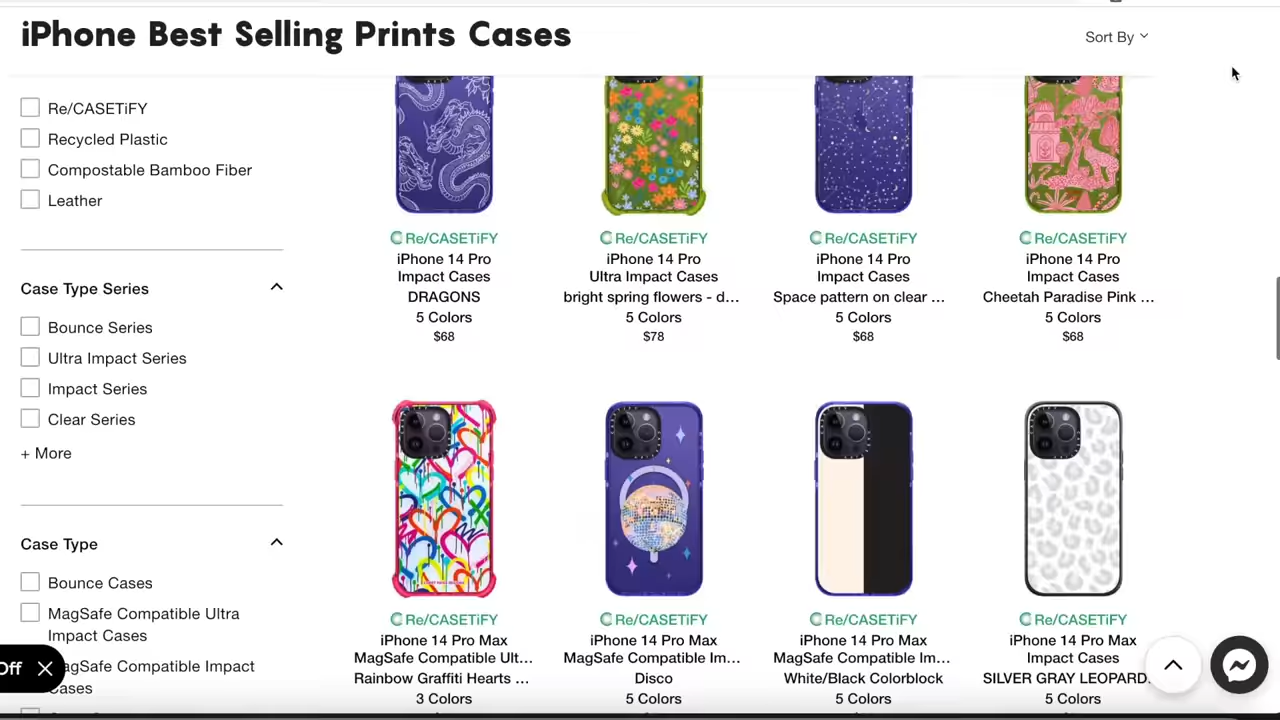 iPhone Best Selling Prints Cases
Sort By
Re/CASETiFY
Recycled Plastic
Compostable Bamboo Fiber
Leather
Case Type Series
Bounce Series
Ultra Impact Series
Impact Series
Clear Series
+ More
Case Type
Bounce Cases
MagSafe Compatible Ultra
Impact Cases
agSafe Compatible Impact
Cases
Off
Re/CASETiFY
iPhone 14 Pro
Impact Cases
DRAGONS
5 Colors
$68
Re/CASETiFY
iPhone 14 Pro
Ultra Impact Cases
bright spring flowers - d...
5 Colors
$78
Re/CASETiFY
iPhone 14 Pro
Impact Cases
Space pattern on clear ...
5 Colors
$68
Re/CASETiFY
iPhone 14 Pro
Impact Cases
Cheetah Paradise Pink ...
5 Colors
$68
Re/CASETiFY
iPhone 14 Pro Max
MagSafe Compatible Ult...
Rainbow Graffiti Hearts ...
3 Colors
Re/CASETiFY
iPhone 14 Pro Max
MagSafe Compatible Im...
Disco
5 Colors
Re/CASETiFY
iPhone 14 Pro Max
MagSafe Compatible Im...
White/Black Colorblock
5 Colors
Re/CASETiFY
iPhone 14 Pro Max
Impact Cases
SILVER GRAY LEOPARD
5 Colors